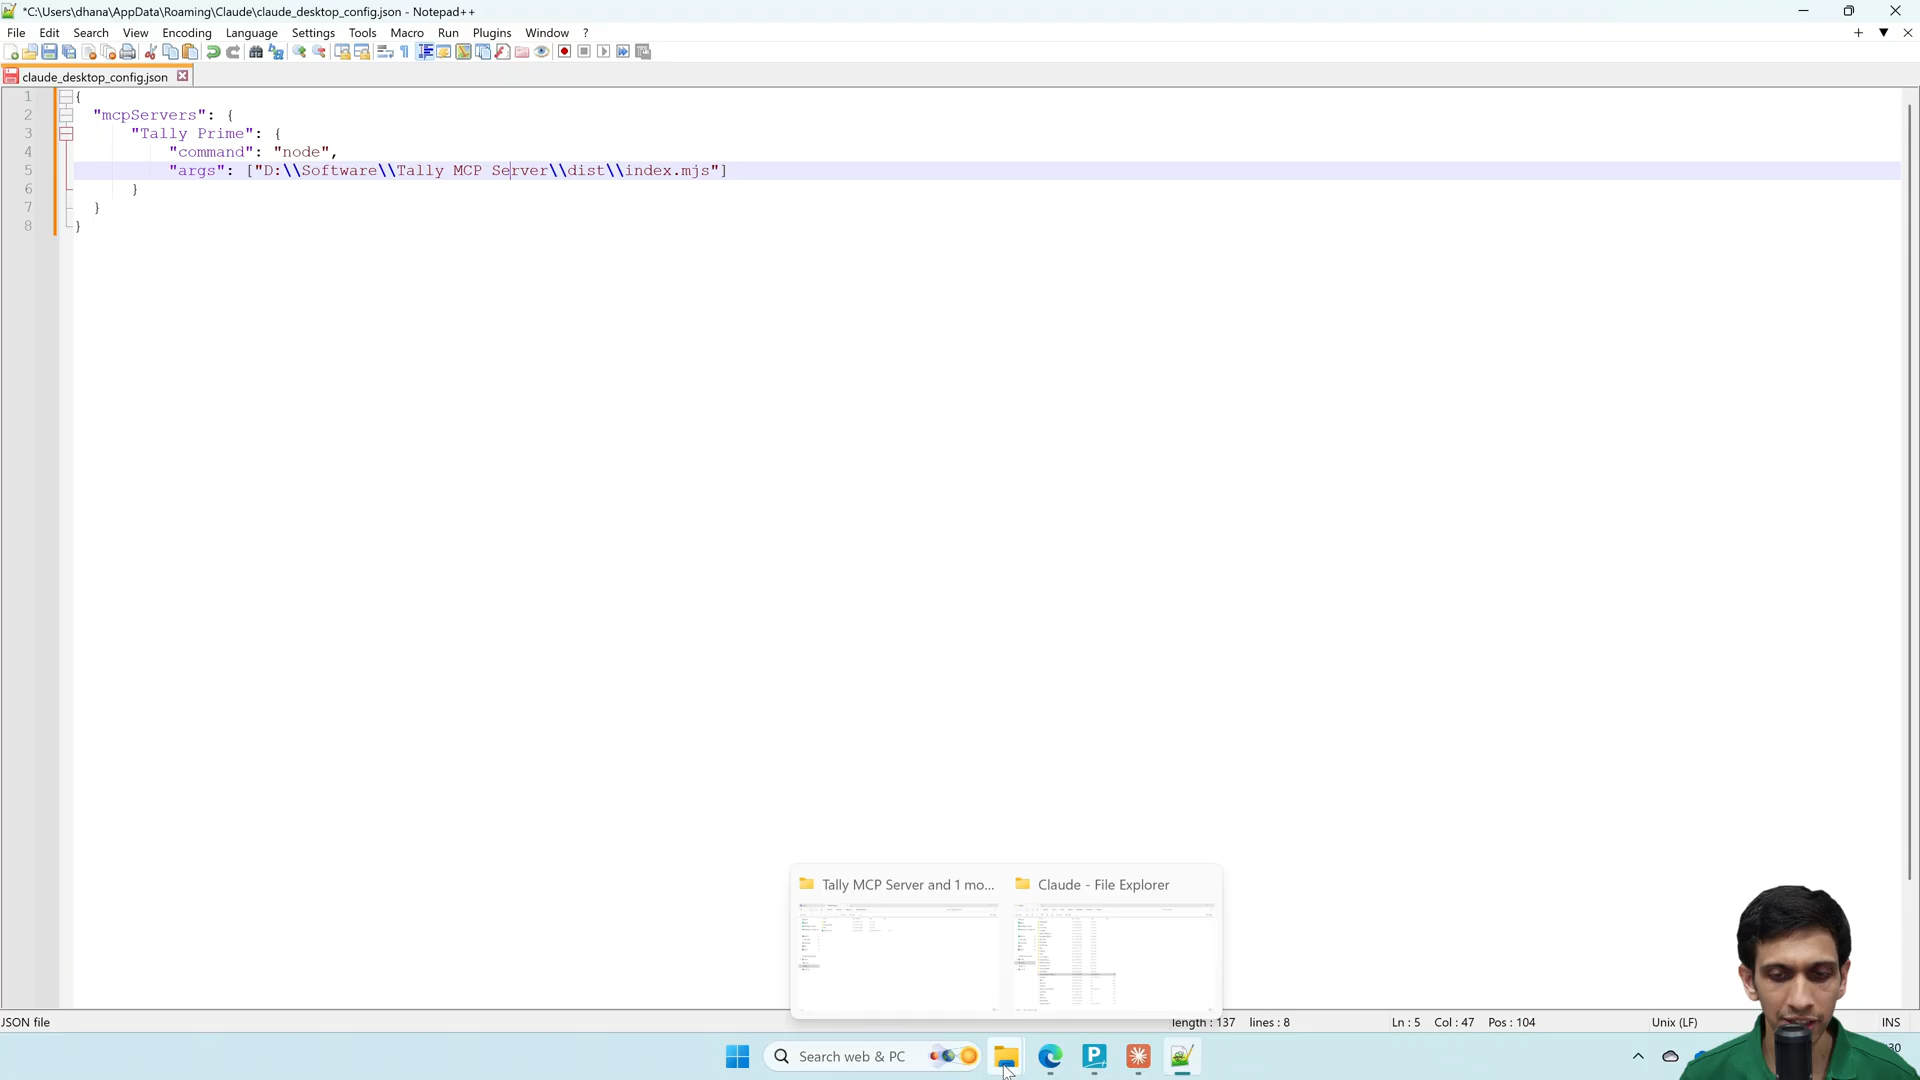 *C:\Users\dhana\AppData\Roaming\Claude\claude_desktop_config.json - Notepad++
File Edit Search View Encoding Language Settings Tools Macro Run Plugins Window ?
claude_desktop_config.json
1 {
2 "mcpServers": {
3 "Tally Prime": {
4 "command": "node",
5 "args": ["D:\\Software\\Tally MCP Server\\dist\\index.mjs"]
6 }
7 }
8 }
Tally MCP Server and 1 mo... Claude - File Explorer
JSON file length : 137 lines : 8 Ln : 5 Col : 47 Pos : 104 Unix (LF) INS
Search web & PC